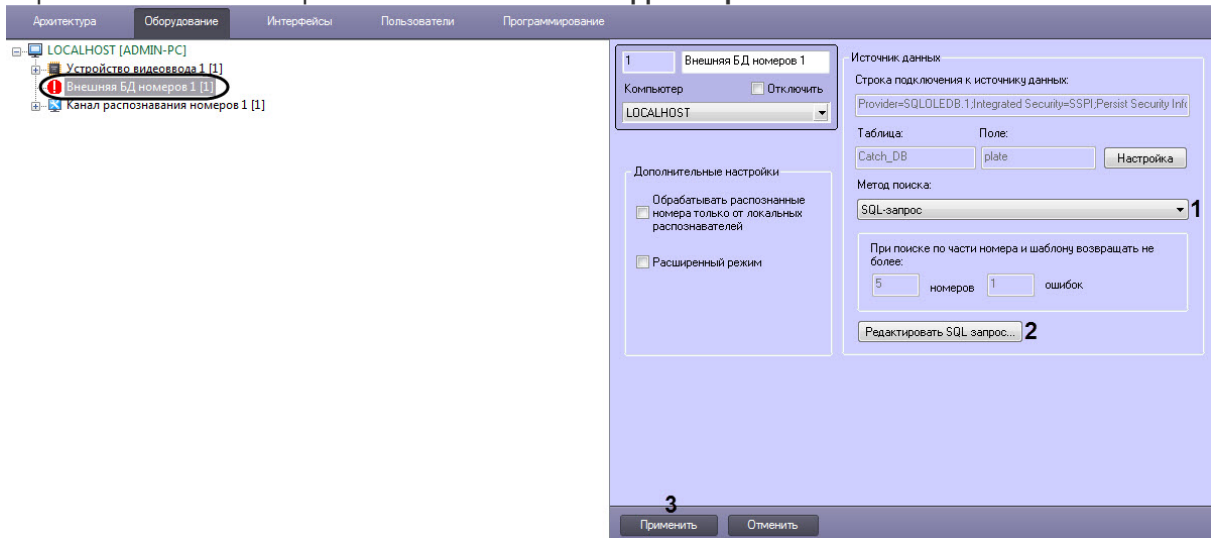 Архитектура
Оборудование
Интерфейсы
Пользователи
Программирование
LOCALHOST [ADMIN-PC]
Устройство видеоввода 1 [1]
Внешняя БД номеров 1 [1]
Канал распознавания номеров 1 [1]
1
Внешняя БД номеров 1
Компьютер
Отключить
LOCALHOST
Дополнительные настройки
Обрабатывать распознанные
номера только от локальных
распознавателей
Расширенный режим
Источник данных
Строка подключения к источнику данных:
Provider=SQLOLEDB.1;Integrated Security=SSPI;Persist Security Info
Таблица:
Поле:
Catch_DB
plate
Настройка
Метод поиска:
SQL-запрос
1
При поиске по части номера и шаблону возвращать не
более:
5
номеров
1
ошибок
Редактировать SQL запрос...
2
3
Применить
Отменить